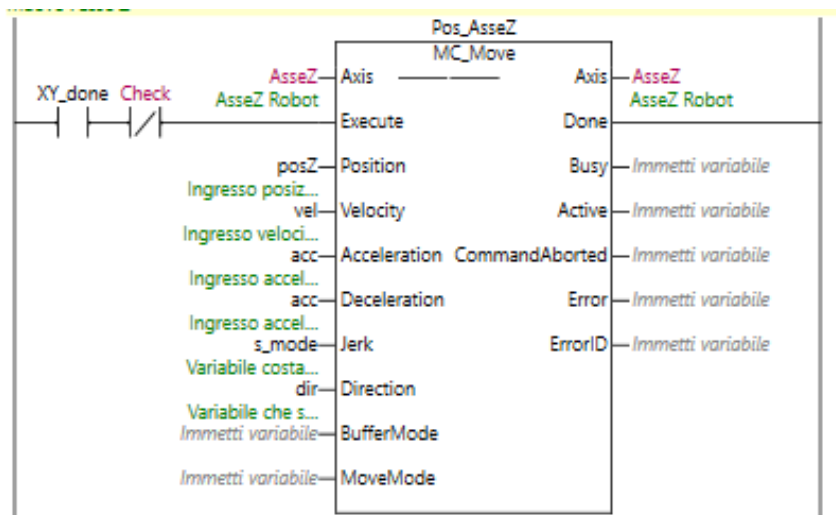 Pos_AsseZ
MC_Move
AsseZ Axis Axis AsseZ
XY_done Check AsseZ Robot AsseZ Robot
Execute Done
posZ Position Busy Immetti variabile
Ingresso posiz...
vel Velocity Active Immetti variabile
Ingresso veloci...
acc Acceleration CommandAborted Immetti variabile
Ingresso accel...
acc Deceleration Error Immetti variabile
Ingresso accel...
s_mode Jerk ErrorID Immetti variabile
Variabile costa...
dir Direction
Variabile che s...
Immetti variabile BufferMode
Immetti variabile MoveMode